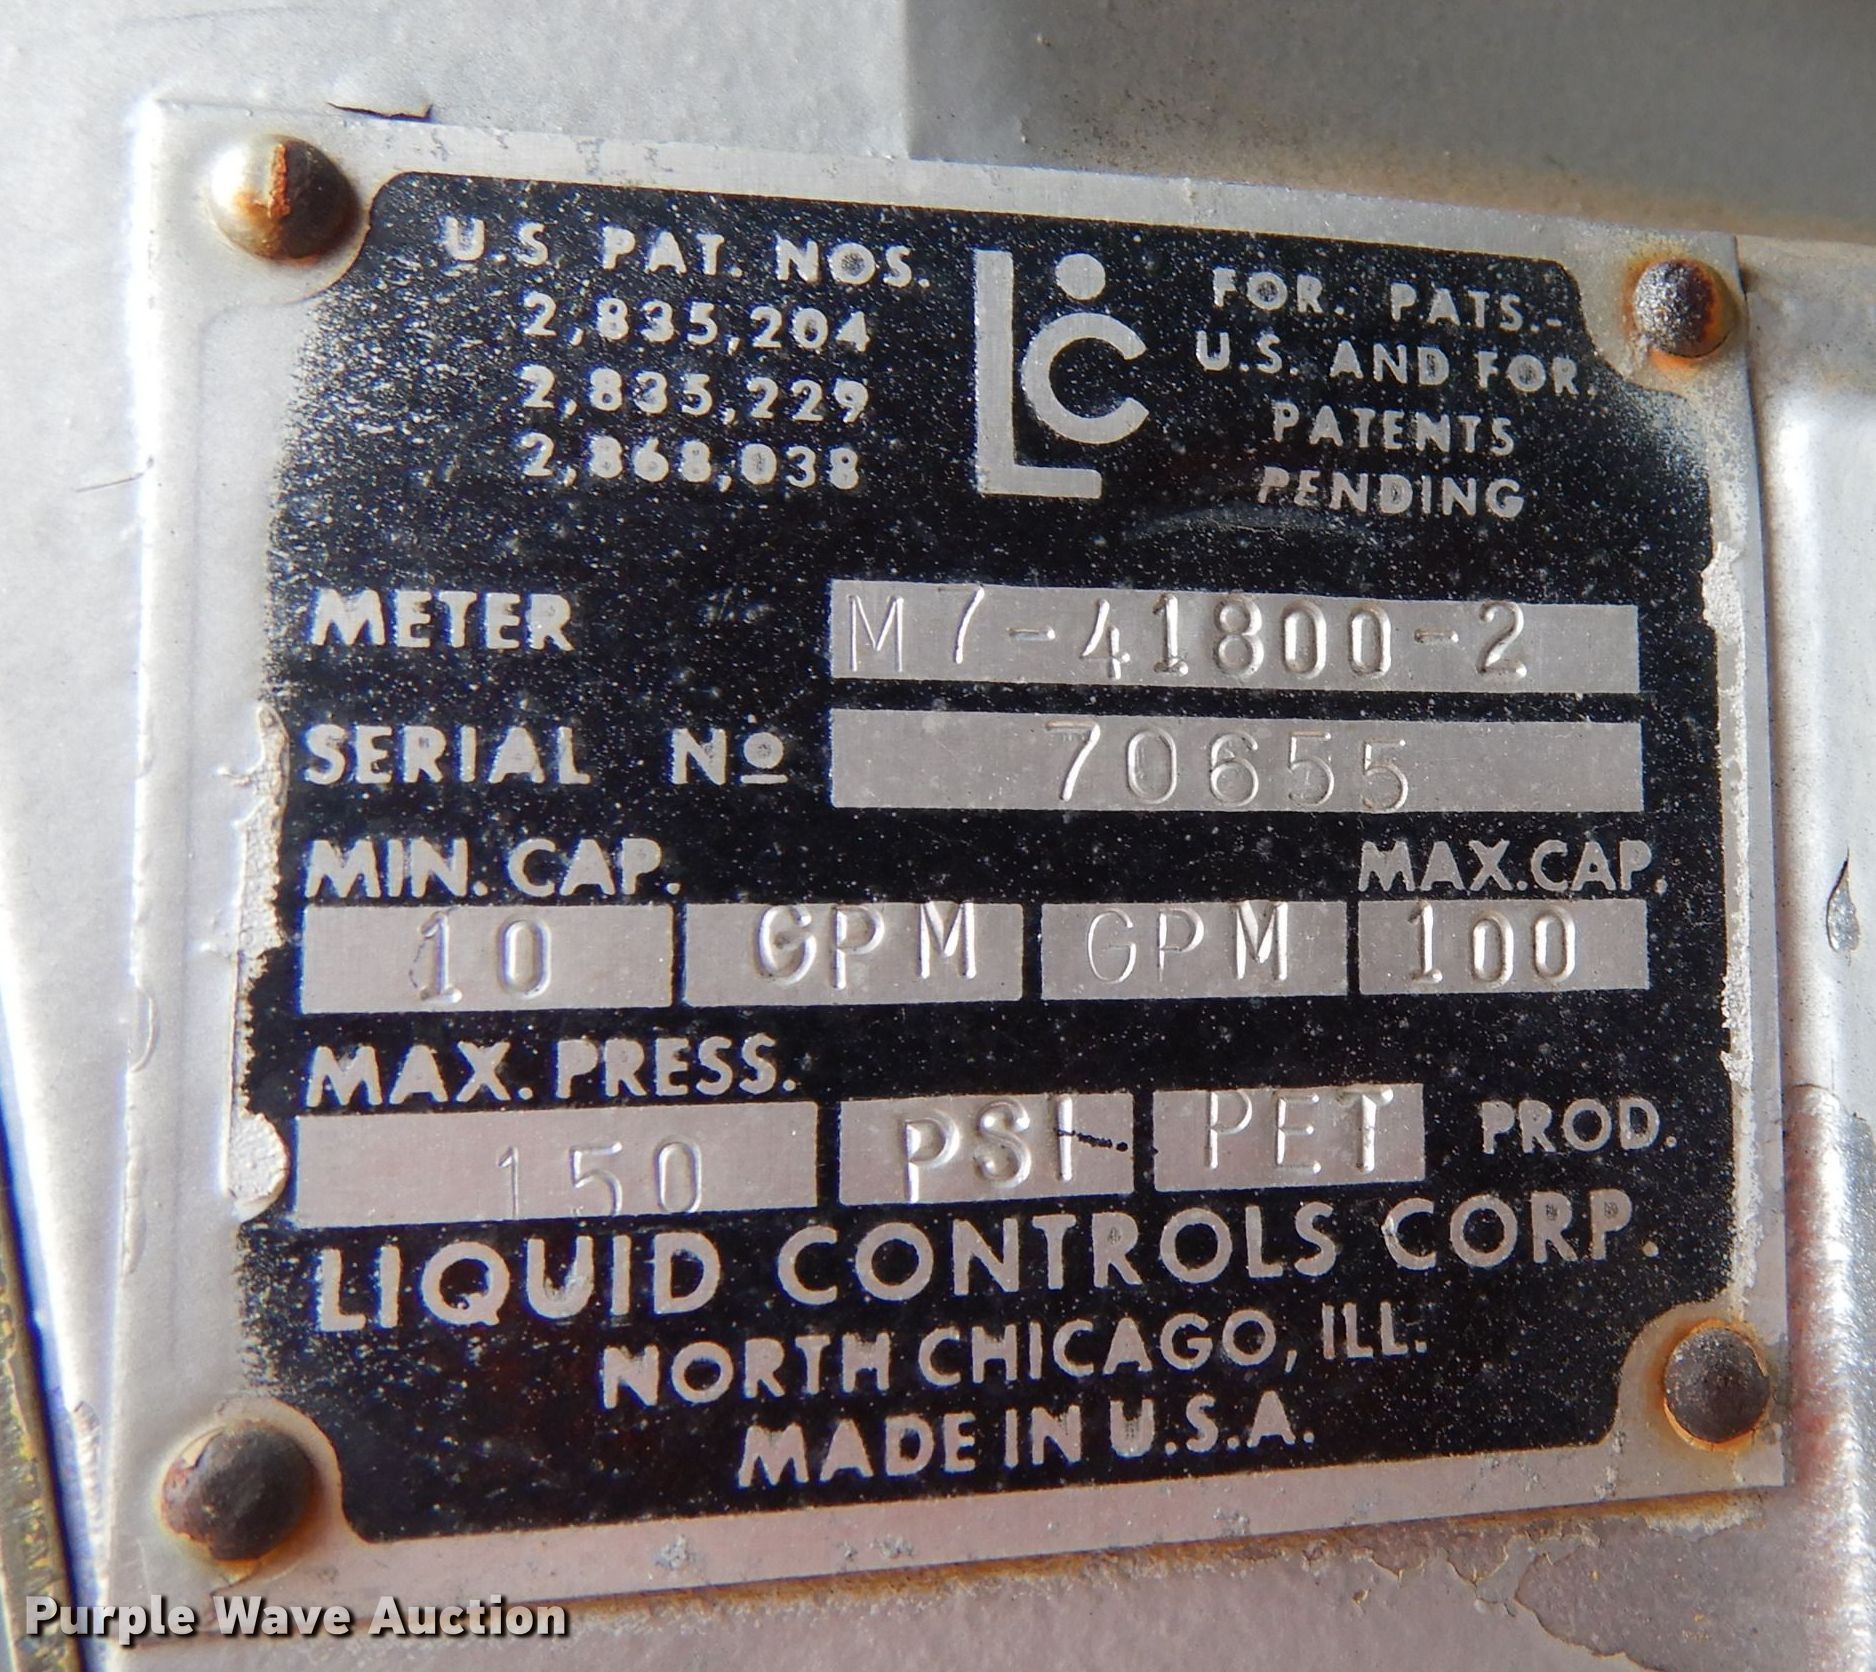 U.S. PAT. NOS.
2,835,204
2,835,229
2,868,038
LC
FOR. PATS.-
U.S. AND FOR.
PATENTS
PENDING
METER M7-41800-2
SERIAL Nº 70655
MIN. CAP. MAX. CAP.
10 GPM GPM 100
MAX. PRESS.
150 PSI PET PROD.
LIQUID CONTROLS CORP.
NORTH CHICAGO, ILL.
MADE IN U.S.A.
Purple Wave Auction